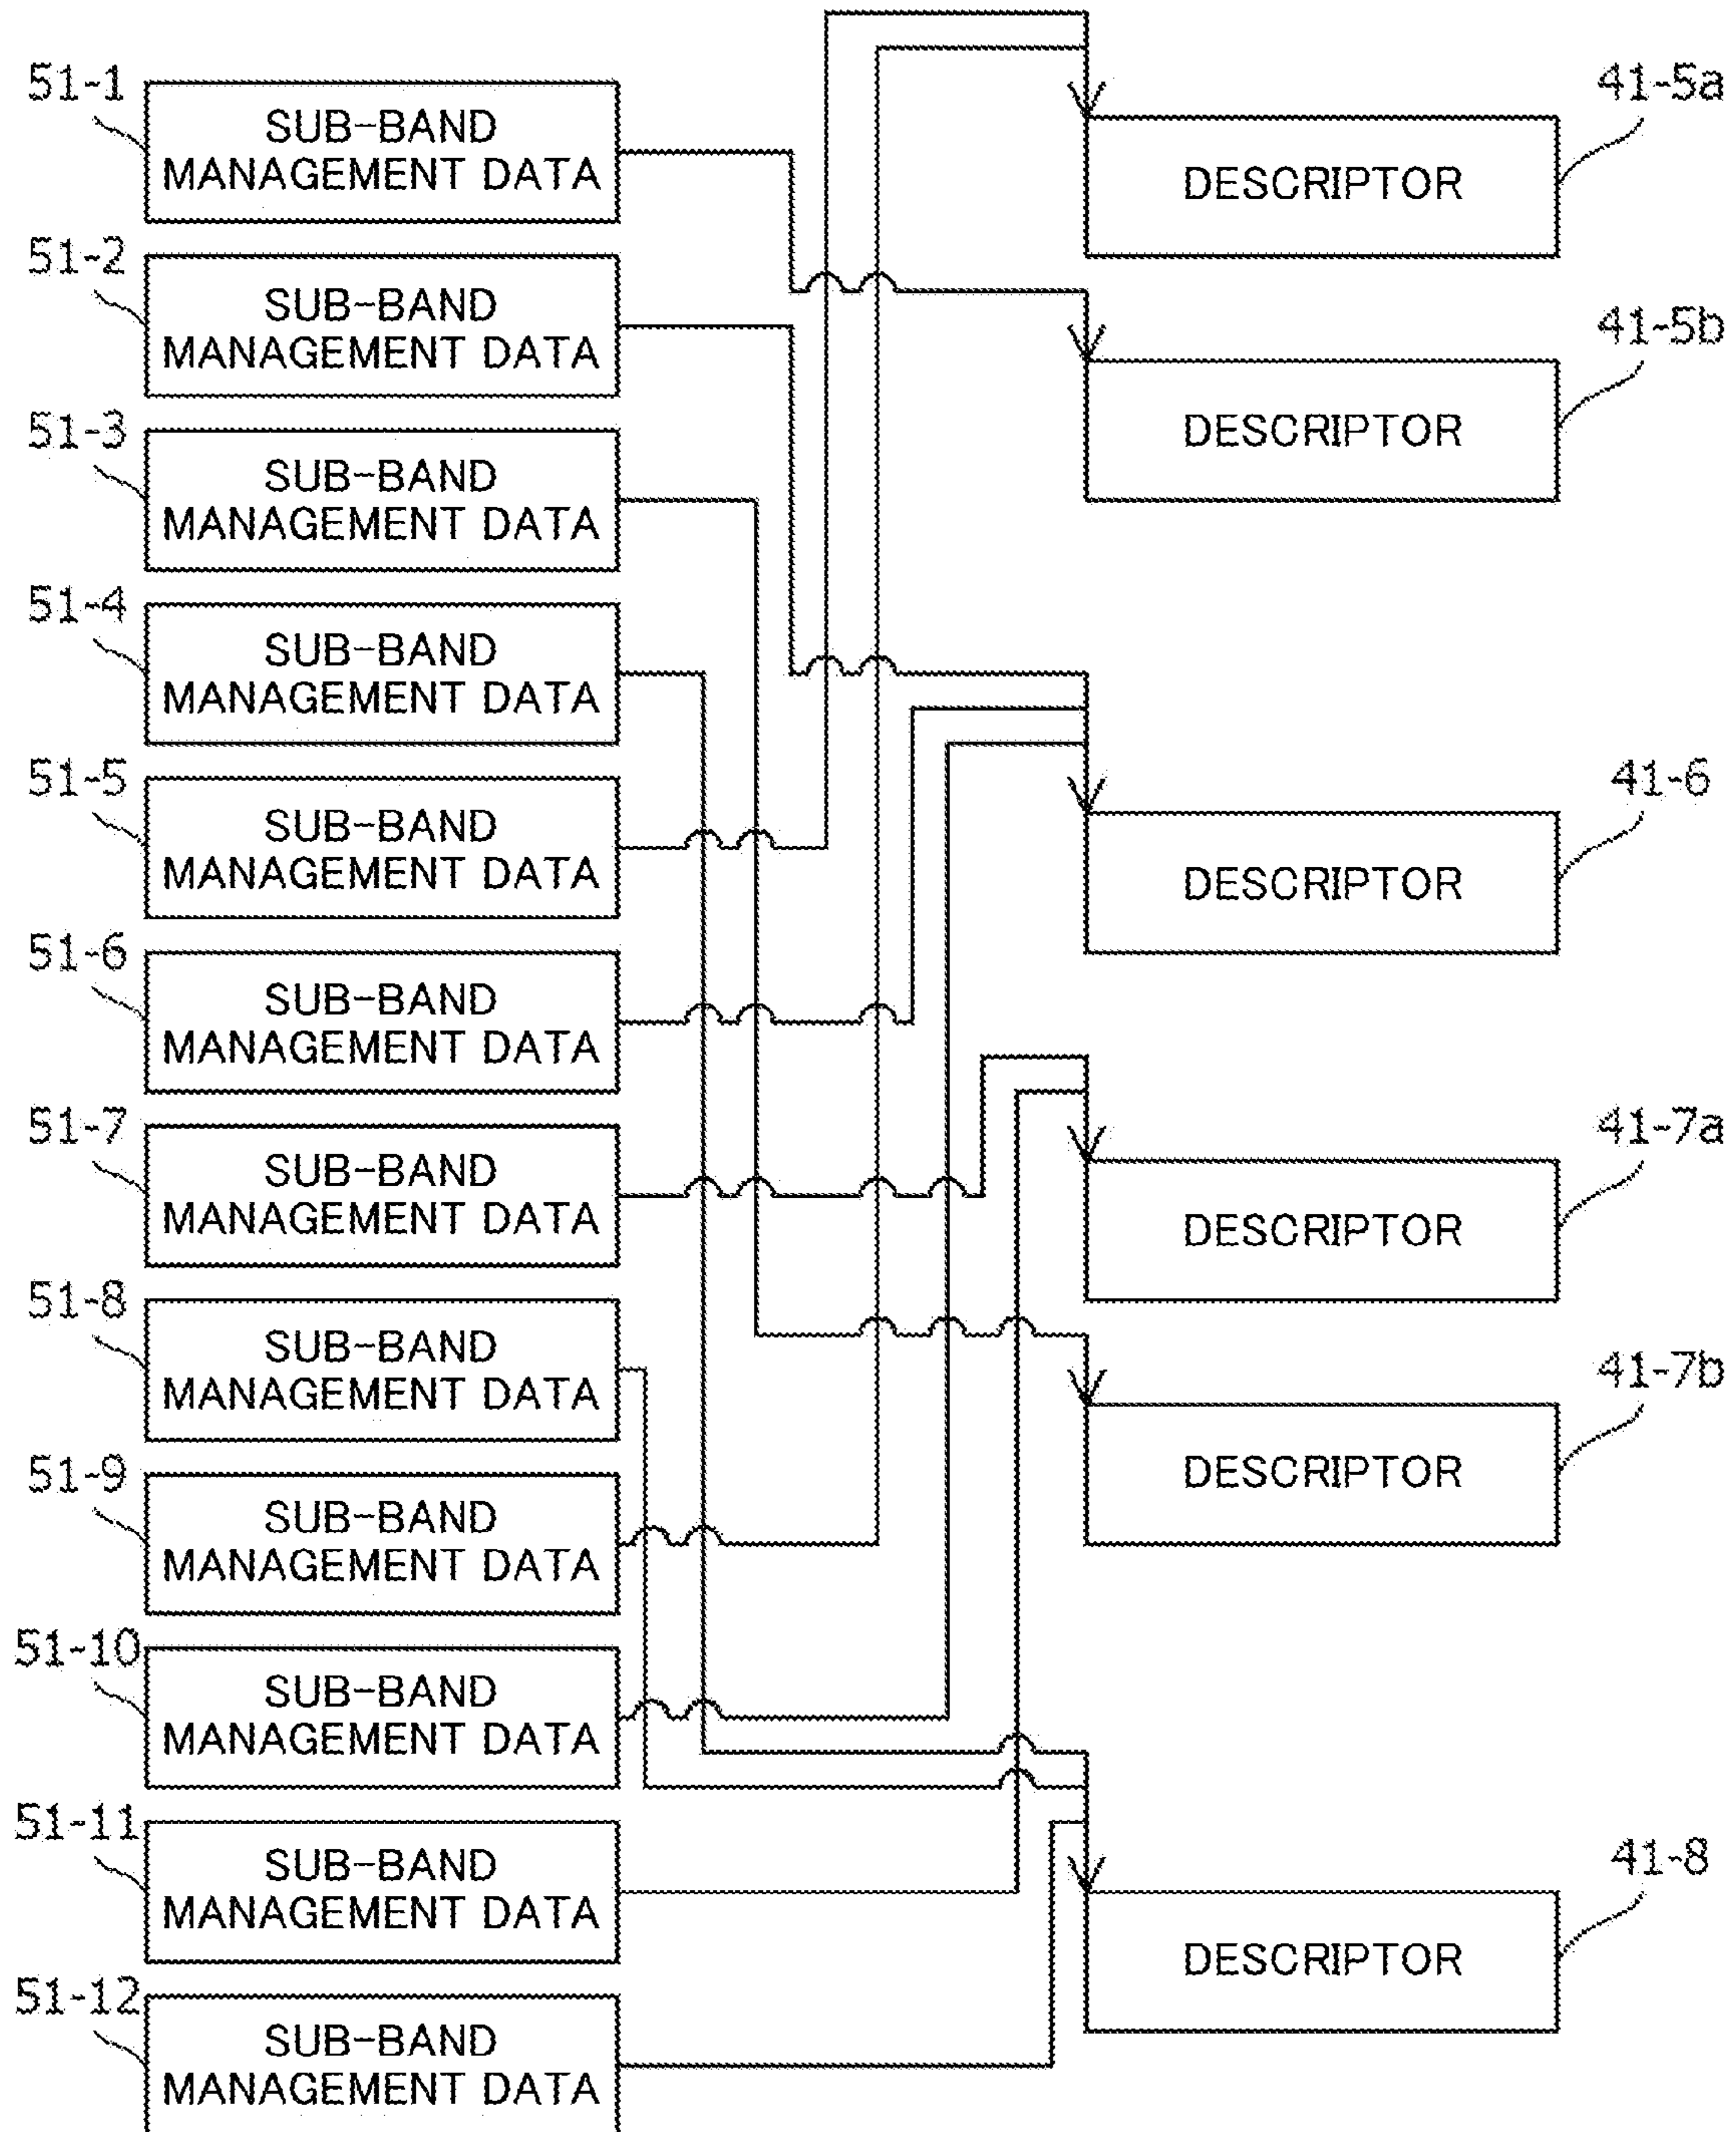 51-1
SUB-BAND
MANAGEMENT DATA
51-2
SUB-BAND
MANAGEMENT DATA
51-3
SUB-BAND
MANAGEMENT DATA
51-4
SUB-BAND
MANAGEMENT DATA
51-5
SUB-BAND
MANAGEMENT DATA
51-6
SUB-BAND
MANAGEMENT DATA
51-7
SUB-BAND
MANAGEMENT DATA
51-8
SUB-BAND
MANAGEMENT DATA
51-9
SUB-BAND
MANAGEMENT DATA
51-10
SUB-BAND
MANAGEMENT DATA
51-11
SUB-BAND
MANAGEMENT DATA
51-12
SUB-BAND
MANAGEMENT DATA
41-5a
DESCRIPTOR
41-5b
DESCRIPTOR
41-6
DESCRIPTOR
41-7a
DESCRIPTOR
41-7b
DESCRIPTOR
41-8
DESCRIPTOR